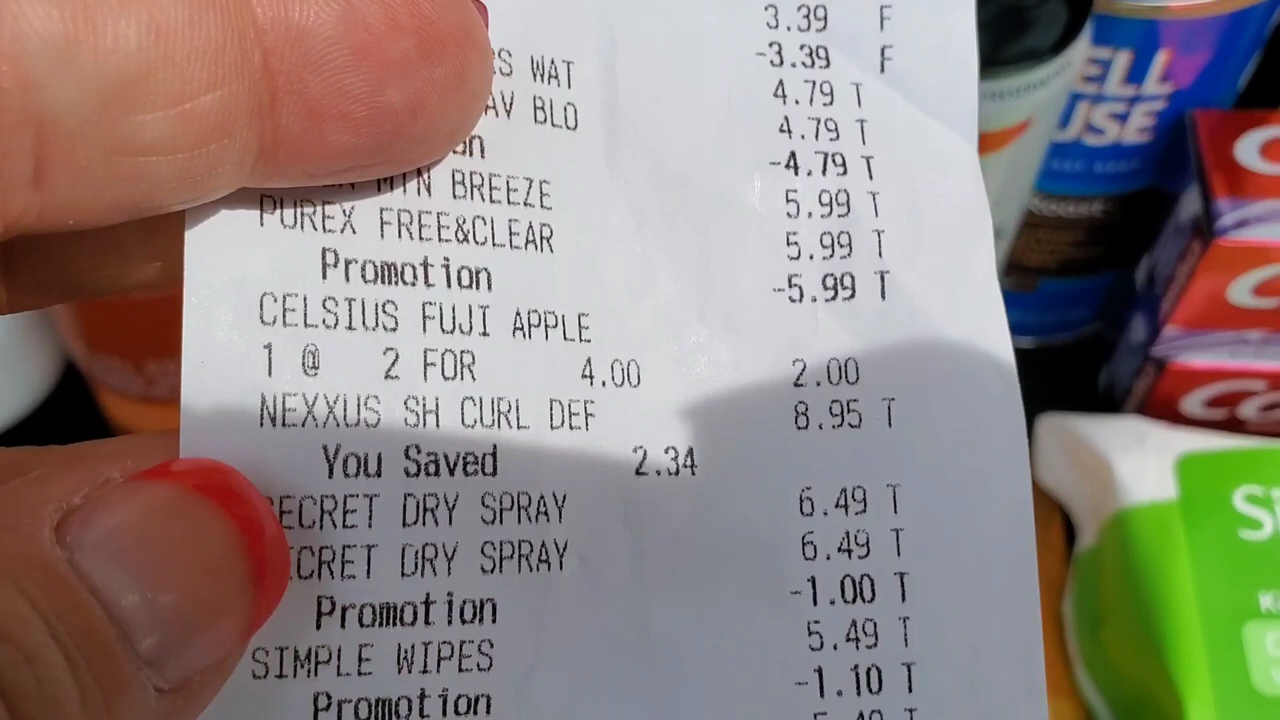 3.39 F
-3.39 F
WAT 4.79 T
BLO 4.79 T
-4.79 T
MTN BREEZE 5.99 T
PUREX FREE&CLEAR 5.99 T
Promotion -5.99 T
CELSIUS FUJI APPLE
1 @ 2 FOR 4.00 2.00
NEXXUS SH CURL DEF 8.95 T
You Saved 2.34
SECRET DRY SPRAY 6.49 T
SECRET DRY SPRAY 6.49 T
Promotion -1.00 T
SIMPLE WIPES 5.49 T
Promotion -1.10 T